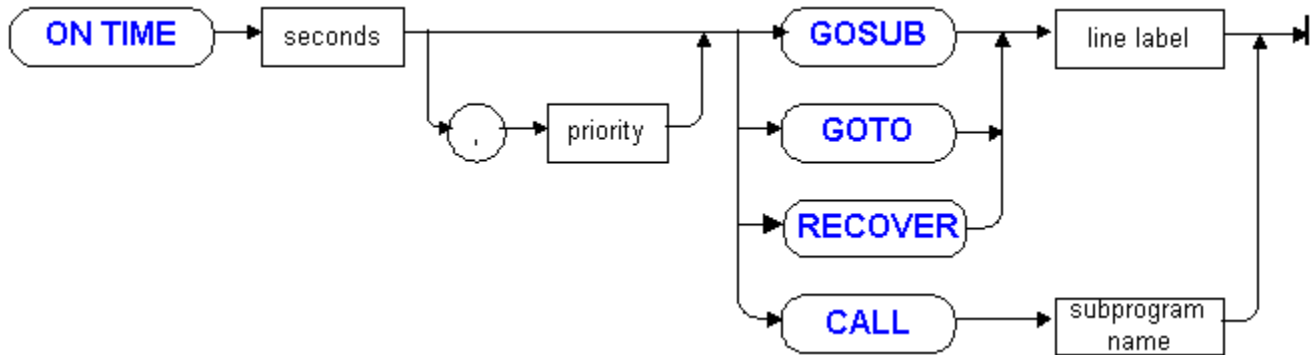 ON TIME
seconds
,
priority
GOSUB
GOTO
RECOVER
CALL
line label
subprogram
name